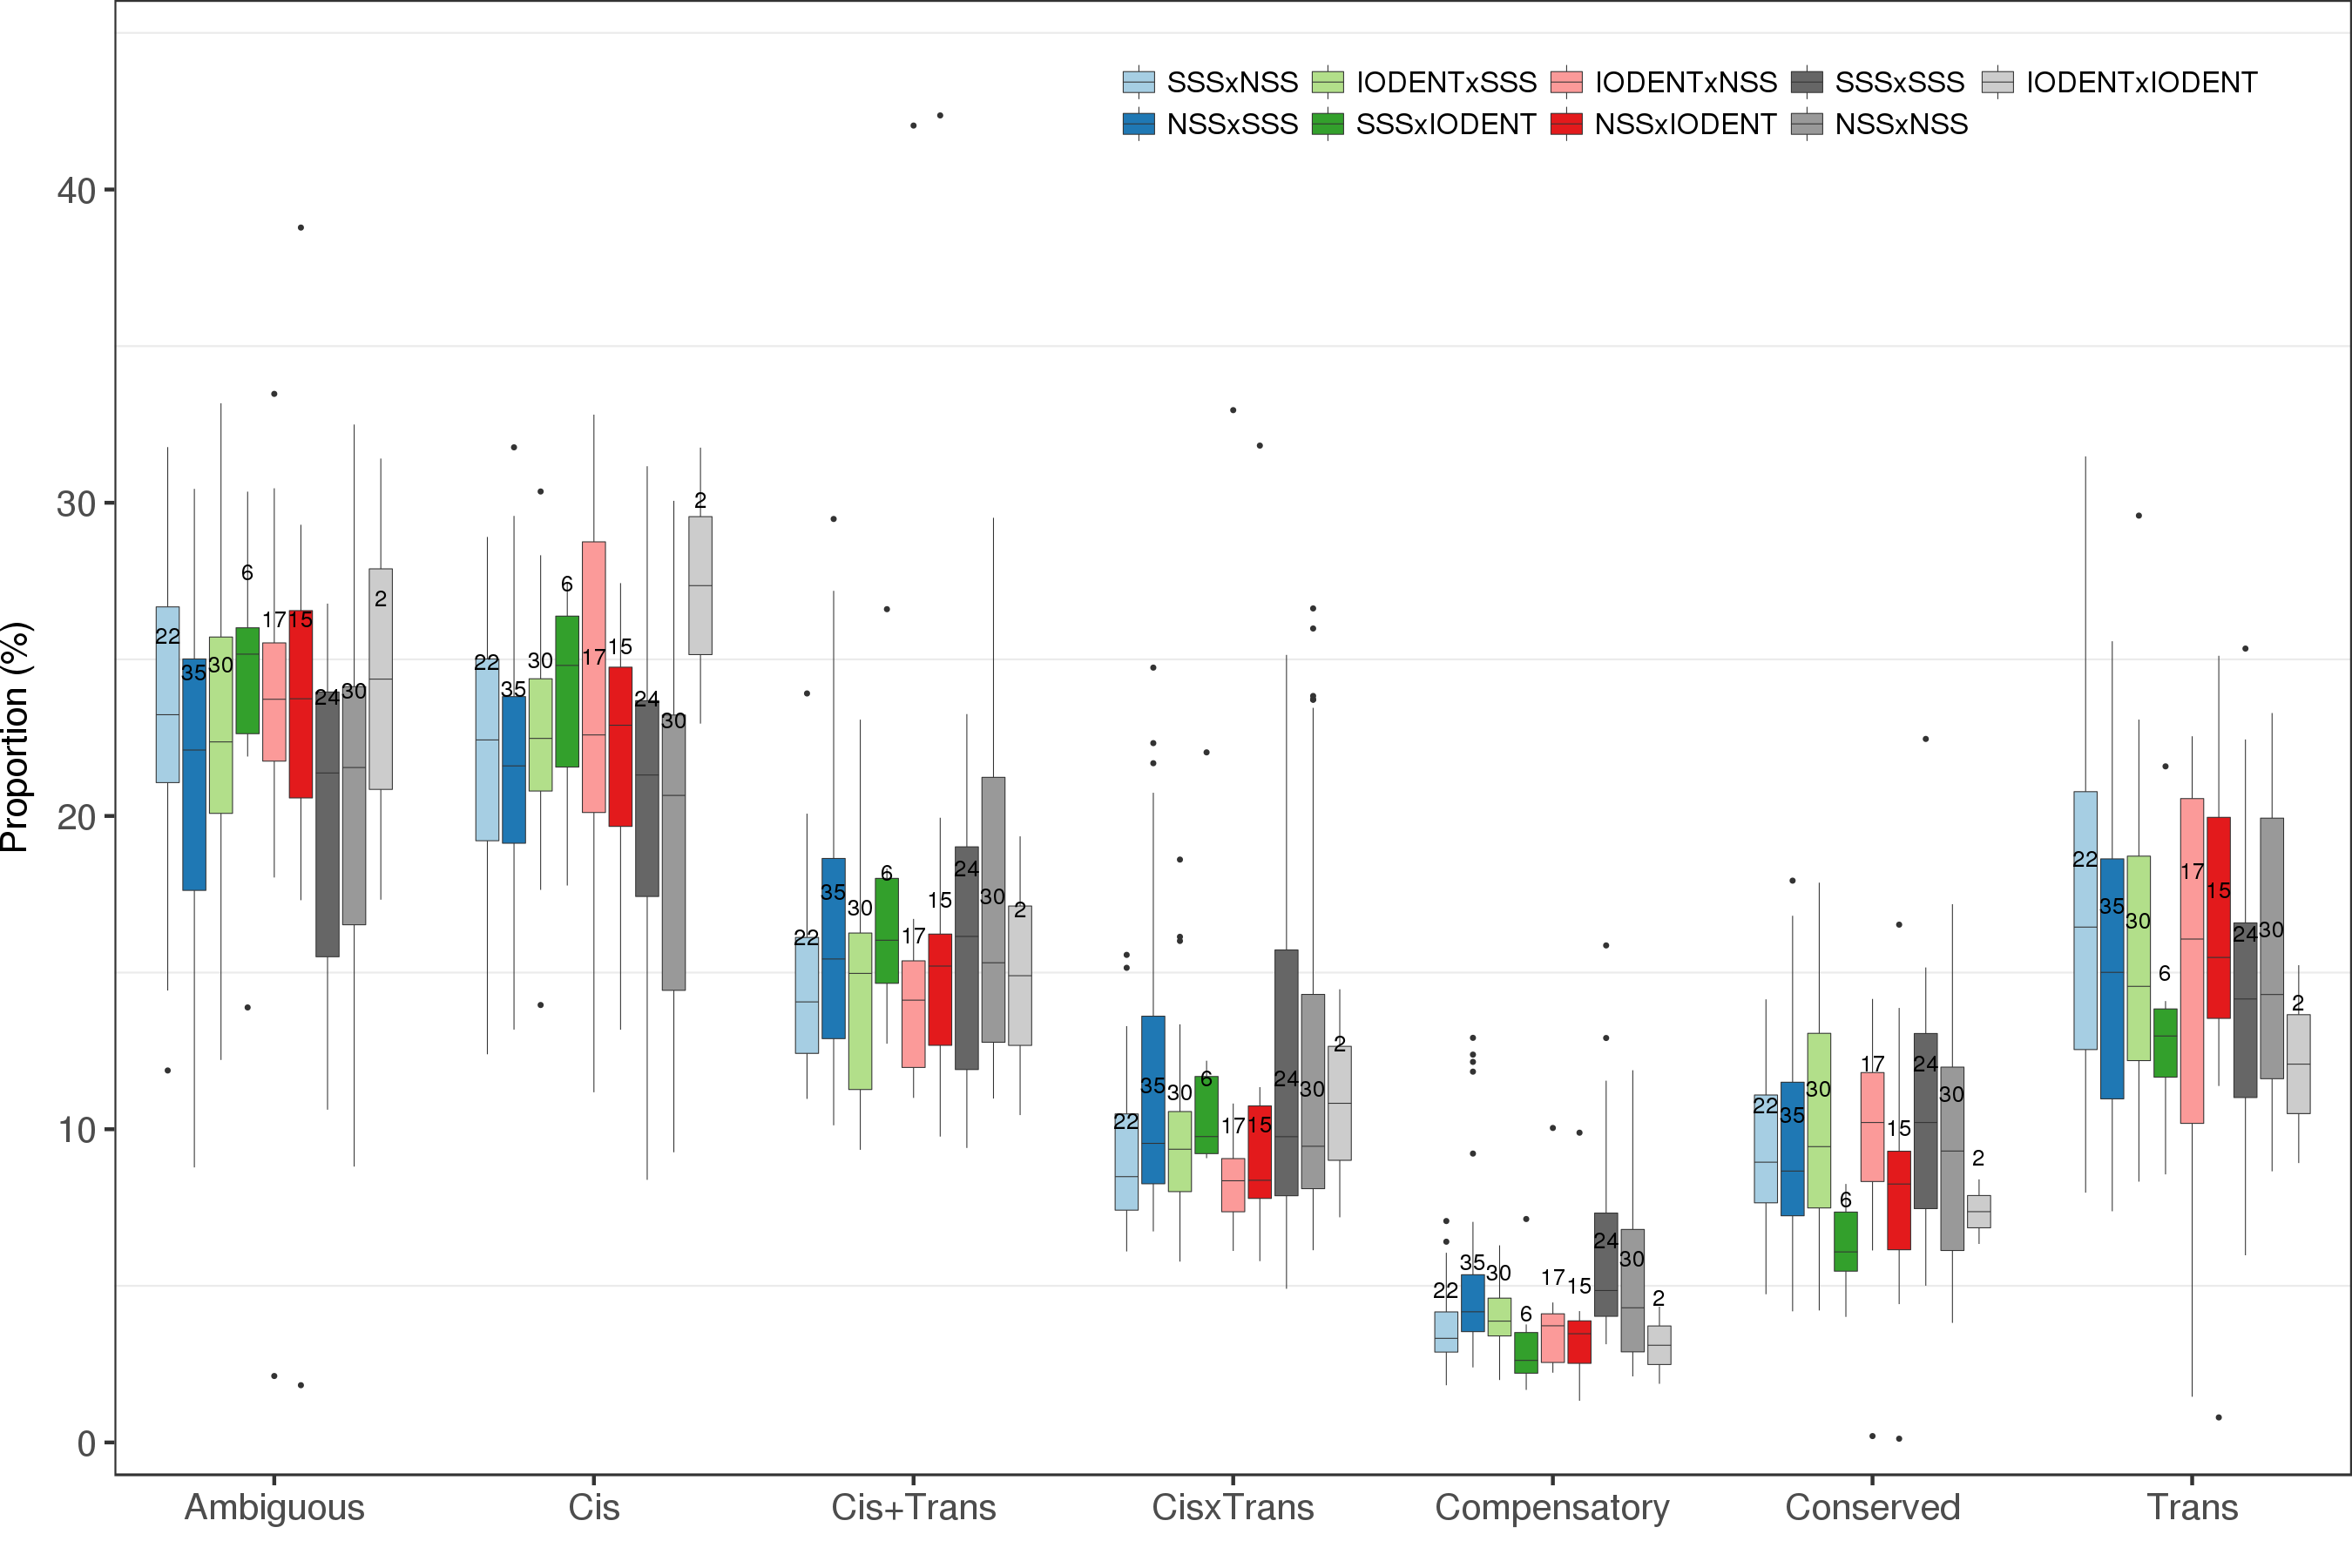 SSSxNSS IODENTxSSS IODENTxNSS SSSxSSS IODENTxIODENT
NSSxSSS SSSxIODENT NSSxIODENT NSSxNSS
Proportion (%)
40
30
20
10
0
22 35 30 6 17 15 24 30 2
22 35 30 6 17 15 24 30 2
22 35 30 6 17 15 24 30 2
22 35 30 6 17 15 24 30 2
22 35 30 6 17 15 24 30 2
22 35 30 6 17 15 24 30 2
22 35 30 6 17 15 24 30 2
Ambiguous Cis Cis+Trans CisxTrans Compensatory Conserved Trans